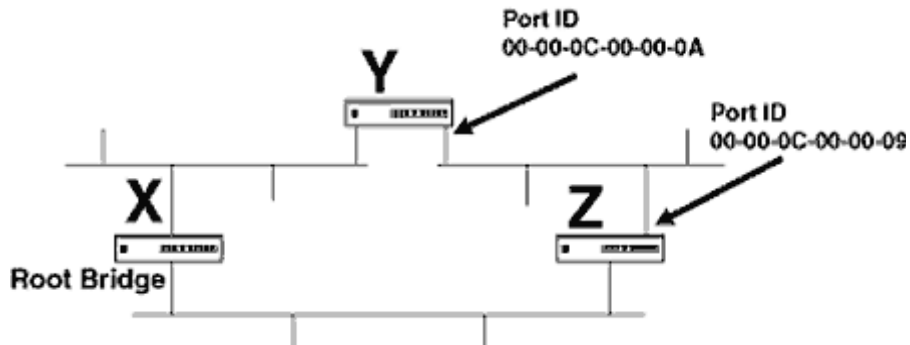 Port ID
00-00-0C-00-00-0A
Y
Port ID
00-00-0C-00-00-09
X
Z
Root Bridge